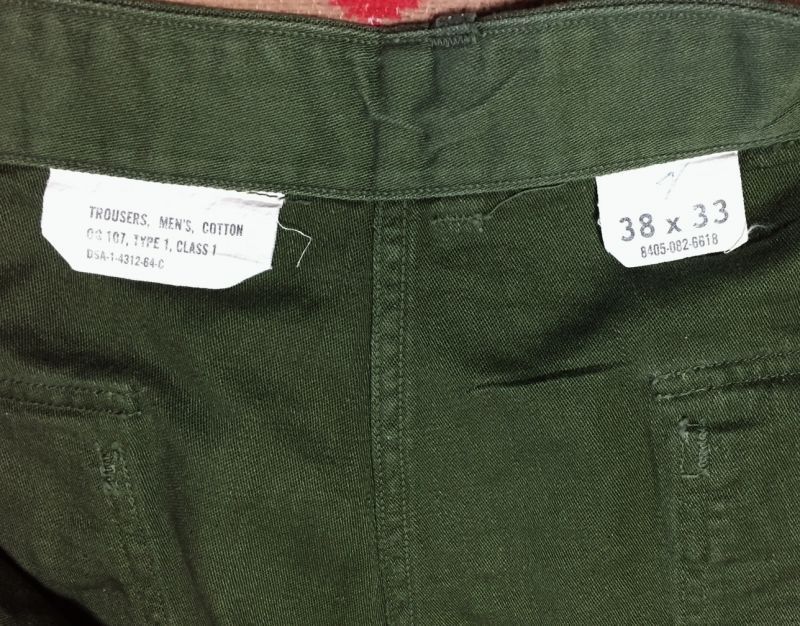 TROUSERS, MEN'S, COTTON
OG 107, TYPE 1, CLASS 1
DSA-1-4312-64-C
38 x 33
8405-082-6618